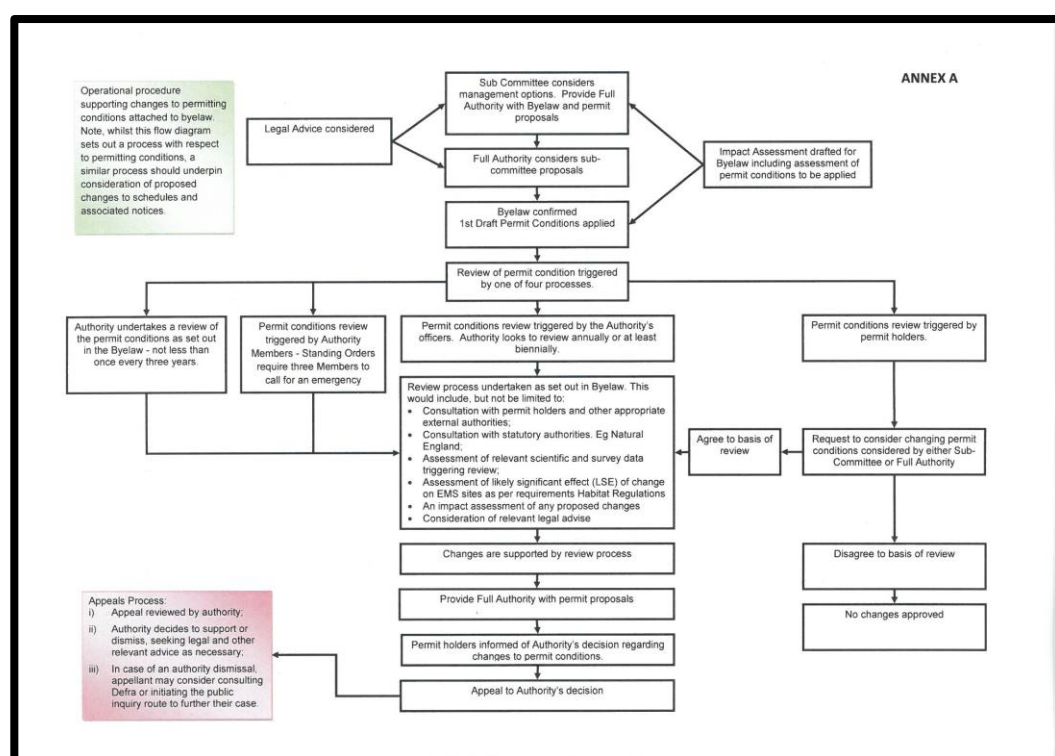 ANNEX A
Operational procedure
supporting changes to permitting
conditions attached to byelaw.
Note, whilst this flow diagram
sets out a process with respect
to permitting conditions, a
similar process should underpin
consideration of proposed
changes to schedules and
associated notices.
Legal Advice considered
Sub Committee considers
management options. Provide Full
Authority with Byelaw and permit
proposals
Full Authority considers sub-
committee proposals
Impact Assessment drafted for
Byelaw including assessment of
permit conditions to be applied
Byelaw confirmed
1st Draft Permit Conditions applied
Review of permit condition triggered
by one of four processes.
Authority undertakes a review of
the permit conditions as set out
in the Byelaw - not less than
once every three years.
Permit conditions review
triggered by Authority
Members - Standing Orders
require three Members to
call for an emergency
Permit conditions review triggered by the Authority's
officers. Authority looks to review annually or at least
biennially.
Permit conditions review triggered by
permit holders.
Review process undertaken as set out in Byelaw. This
would include, but not be limited to:
• Consultation with permit holders and other appropriate
external authorities;
• Consultation with statutory authorities. Eg Natural
England;
• Assessment of relevant scientific and survey data
triggering review;
• Assessment of likely significant effect (LSE) of change
on EMS sites as per requirements Habitat Regulations
• An impact assessment of any proposed changes
• Consideration of relevant legal advise
Agree to basis of
review
Request to consider changing permit
conditions considered by either Sub-
Committee or Full Authority
Changes are supported by review process
Disagree to basis of review
Provide Full Authority with permit proposals
No changes approved
Permit holders informed of Authority's decision regarding
changes to permit conditions.
Appeal to Authority's decision
Appeals Process:
i) Appeal reviewed by authority;
ii) Authority decides to support or
dismiss, seeking legal and other
relevant advice as necessary;
iii) In case of an authority dismissal,
appellant may consider consulting
Defra or initiating the public
inquiry route to further their case.